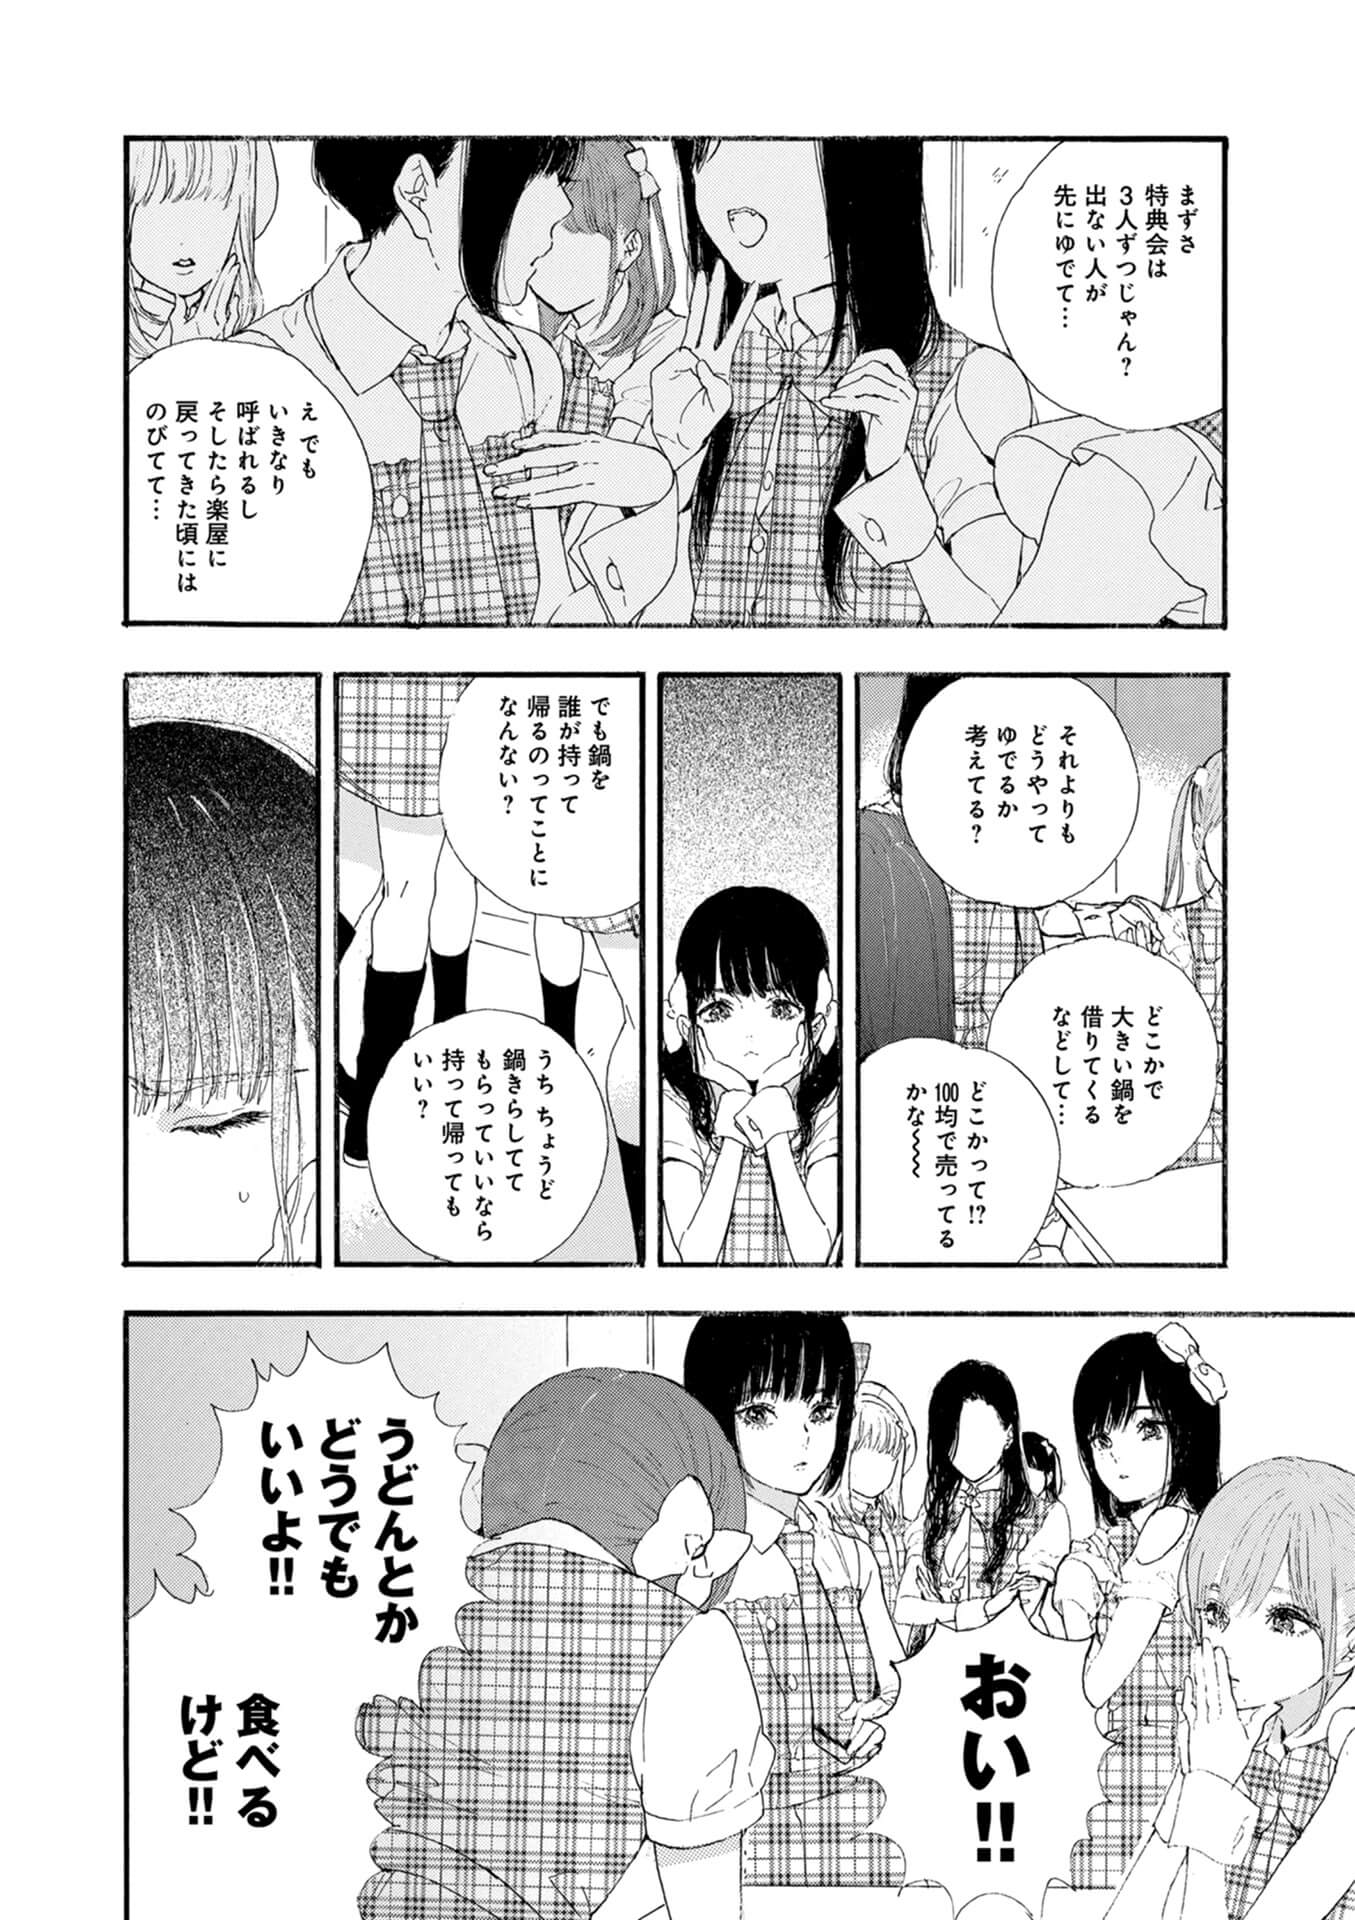 まずさ
特典会は
3人ずつじゃん？
出ない人が
先にゆでて…
え でも
いきなり
呼ばれるし
そしたら楽屋に
戻ってきた頃には
のびてて…
それよりも
どうやって
ゆでるか
考えてる？
どこかで
大きい鍋を
借りてくる
などして…
どこかって!?
100均で売ってる
かな〜〜
でも鍋を
誰が持って
帰るのってことに
なんない？
うち ちょうど
鍋きらしてて
もらっていいなら
持って帰っても
いい？
おい!!
うどんとか
どうでも
いいよ!!
食べる
けど!!